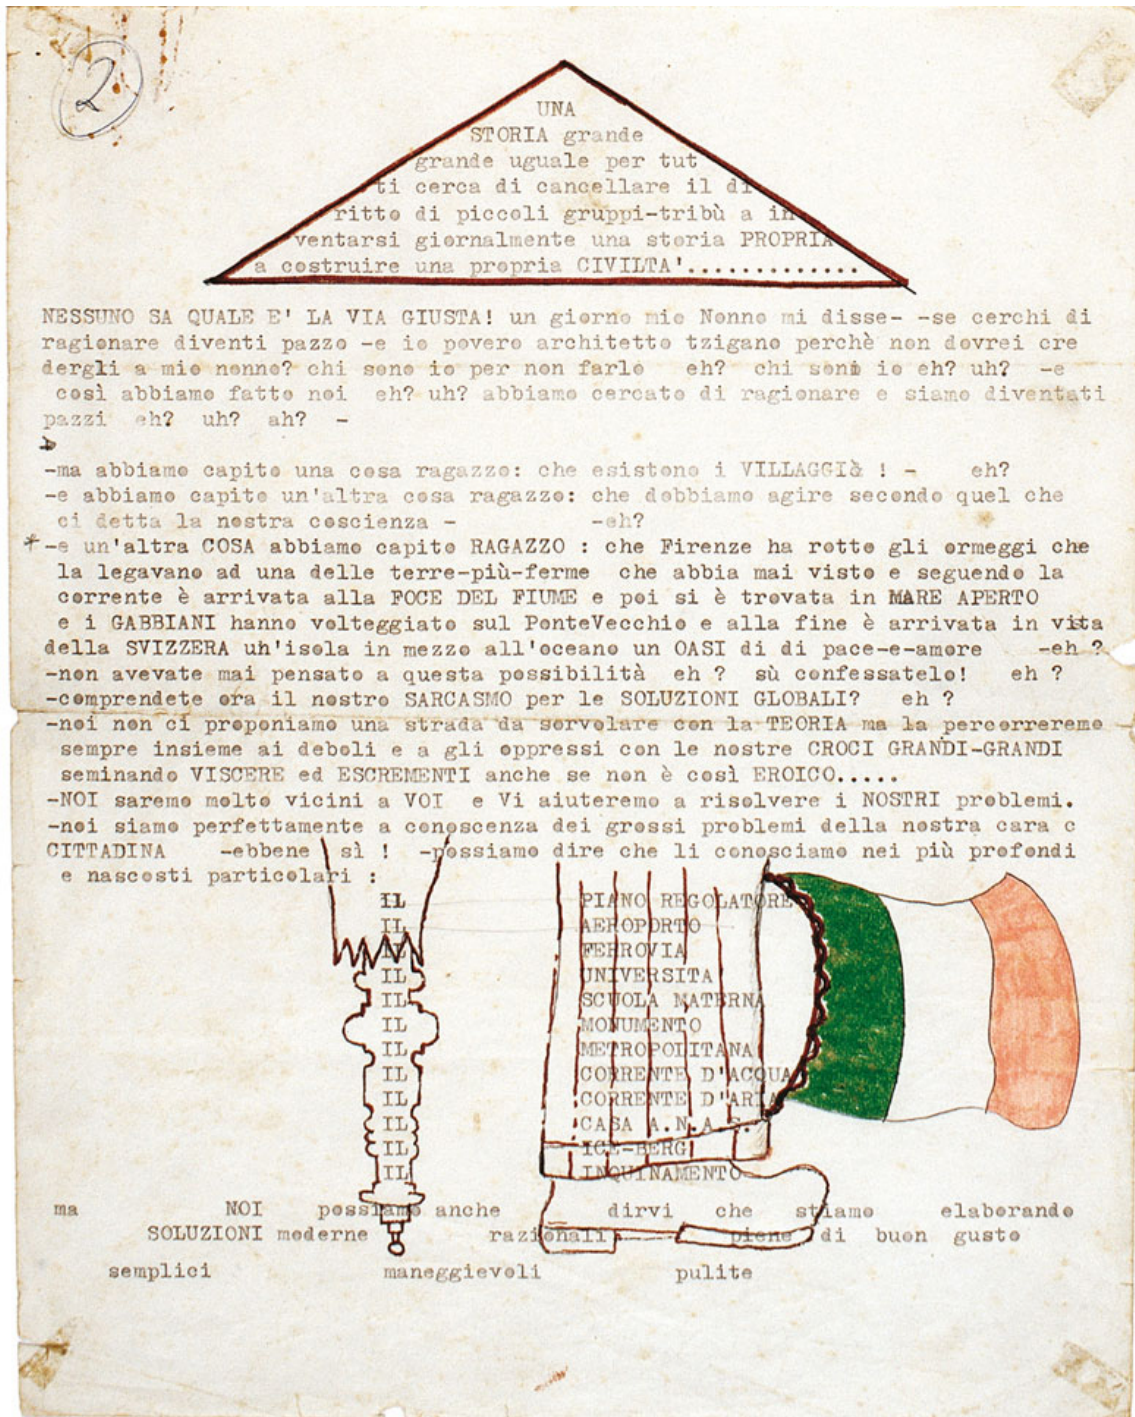 2
UNA
STORIA grande
grande uguale per tut
ti cerca di cancellare il di
ritto di piccoli gruppi-tribù a in
ventarsi giornalmente una storia PROPRIA
a costruire una propria CIVILTA'.............
NESSUNO SA QUALE E' LA VIA GIUSTA! un giorno mio Nonno mi disse- -se cerchi di
ragionare diventi pazzo -e io povero architetto tzigano perchè non dovrei cre
dergli a mio nonno? chi sono io per non farlo eh? chi sono io eh? uh? -e
così abbiamo fatto noi eh? uh? abbiamo cercato di ragionare e siamo diventati
pazzi eh? uh? ah? -
-ma abbiamo capito una cosa ragazzo: che esistono i VILLAGGIà ! - eh?
-e abbiamo capito un'altra cosa ragazzo: che dobbiamo agire secondo quel che
ci detta la nostra coscienza - -eh?
*-e un'altra COSA abbiamo capito RAGAZZO : che Firenze ha rotto gli ormeggi che
la legavano ad una delle terre-più-ferme che abbia mai visto e seguendo la
corrente è arrivata alla FOCE DEL FIUME e poi si è trovata in MARE APERTO
e i GABBIANI hanno volteggiato sul PonteVecchio e alla fine è arrivata in vista
della SVIZZERA un'isola in mezzo all'oceano un OASI di di pace-e-amore -eh ?
-non avevate mai pensato a questa possibilità eh ? sù confessatelo! eh ?
-comprendete ora il nostro SARCASMO per le SOLUZIONI GLOBALI? eh ?
-noi non ci proponiamo una strada da sorvolare con la TEORIA ma la percorreremo
sempre insieme ai deboli e a gli oppressi con le nostre CROCI GRANDI-GRANDI
seminando VISCERE ed ESCREMENTI anche se non è così EROICO.....
-NOI saremo molto vicini a VOI e Vi aiuteremo a risolvere i NOSTRI problemi.
-noi siamo perfettamente a conoscenza dei grossi problemi della nostra cara c
CITTADINA -ebbene sì ! -possiamo dire che li conosciamo nei più profondi
e nascosti particolari :
IL PIANO REGOLATORE
IL AEROPORTO
IL FERROVIA
IL UNIVERSITA'
IL SCUOLA MATERNA
IL MONUMENTO
IL METROPOLITANA
IL CORRENTE D'ACQUA
IL CORRENTE D'ARIA
IL CASA A.N.A.S.
IL ICE-BERG
IL INQUINAMENTO
ma NOI possiamo anche dirvi che stiamo elaborando
SOLUZIONI moderne razionali piene di buon gusto
semplici maneggievoli pulite